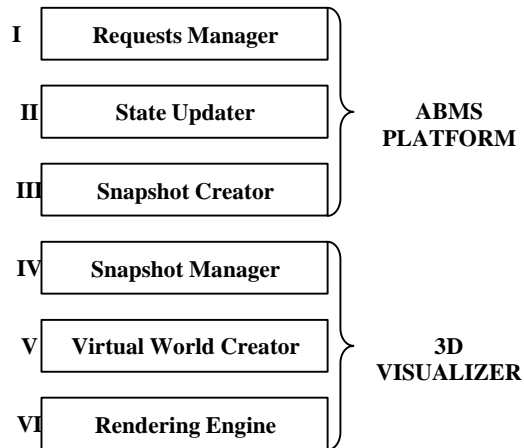 I Requests Manager
II State Updater
ABMS
PLATFORM
III Snapshot Creator
IV Snapshot Manager
V Virtual World Creator
3D
VISUALIZER
VI Rendering Engine